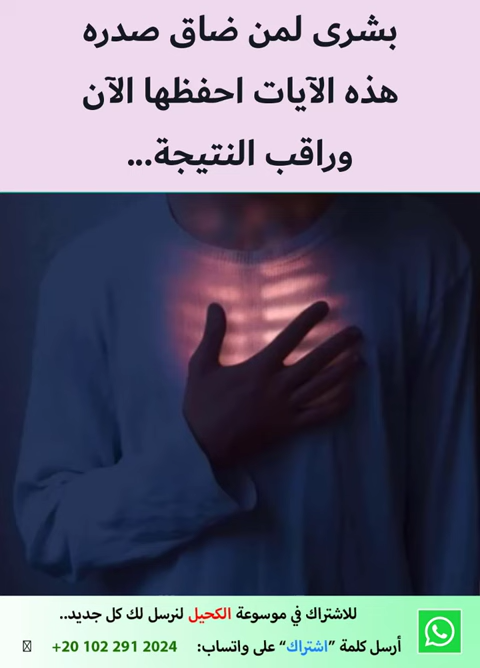 بشرى لمن ضاق صدره
هذه الآيات احفظها الآن
وراقب النتيجة...
للاشتراك في موسوعة الكحيل لنرسل لك كل جديد..
أرسل كلمة "اشتراك" على واتساب: +20 102 291 2024